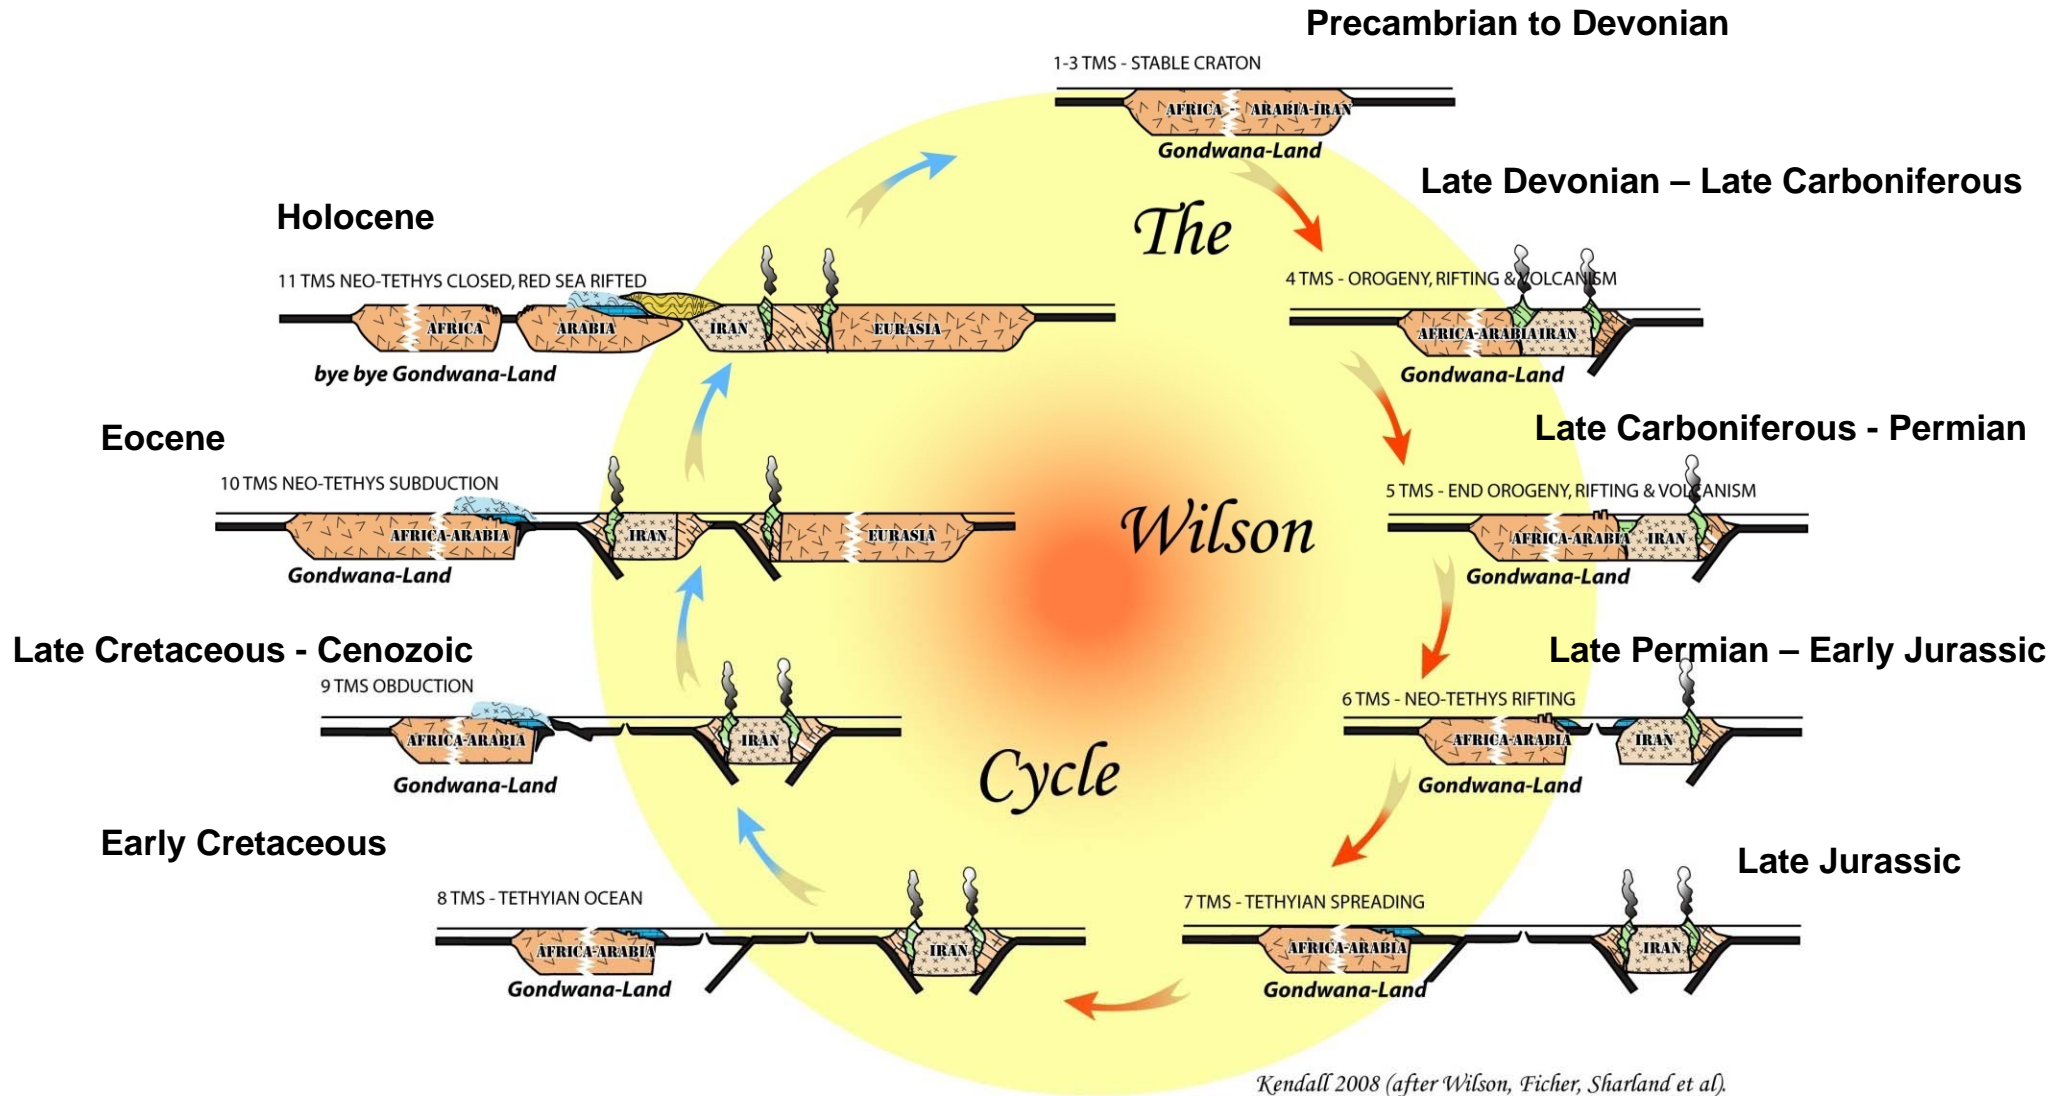 Precambrian to Devonian
1-3 TMS - STABLE CRATON
AFRICA - ARABIA-IRAN
Gondwana-Land
The
Wilson
Cycle
Late Devonian – Late Carboniferous
4 TMS - OROGENY, RIFTING & VOLCANISM
AFRICA-ARABIA IRAN
Gondwana-Land
Late Carboniferous - Permian
5 TMS - END OROGENY, RIFTING & VOLCANISM
AFRICA-ARABIA IRAN
Gondwana-Land
Late Permian – Early Jurassic
6 TMS - NEO-TETHYS RIFTING
AFRICA-ARABIA IRAN
Gondwana-Land
Late Jurassic
7 TMS - TETHYIAN SPREADING
AFRICA-ARABIA IRAN
Gondwana-Land
Early Cretaceous
8 TMS - TETHYIAN OCEAN
AFRICA-ARABIA IRAN
Gondwana-Land
Late Cretaceous - Cenozoic
9 TMS OBDUCTION
AFRICA-ARABIA IRAN
Gondwana-Land
Eocene
10 TMS NEO-TETHYS SUBDUCTION
AFRICA-ARABIA IRAN EURASIA
Gondwana-Land
Holocene
11 TMS NEO-TETHYS CLOSED, RED SEA RIFTED
AFRICA ARABIA IRAN EURASIA
bye bye Gondwana-Land
Kendall 2008 (after Wilson, Ficher, Sharland et al).